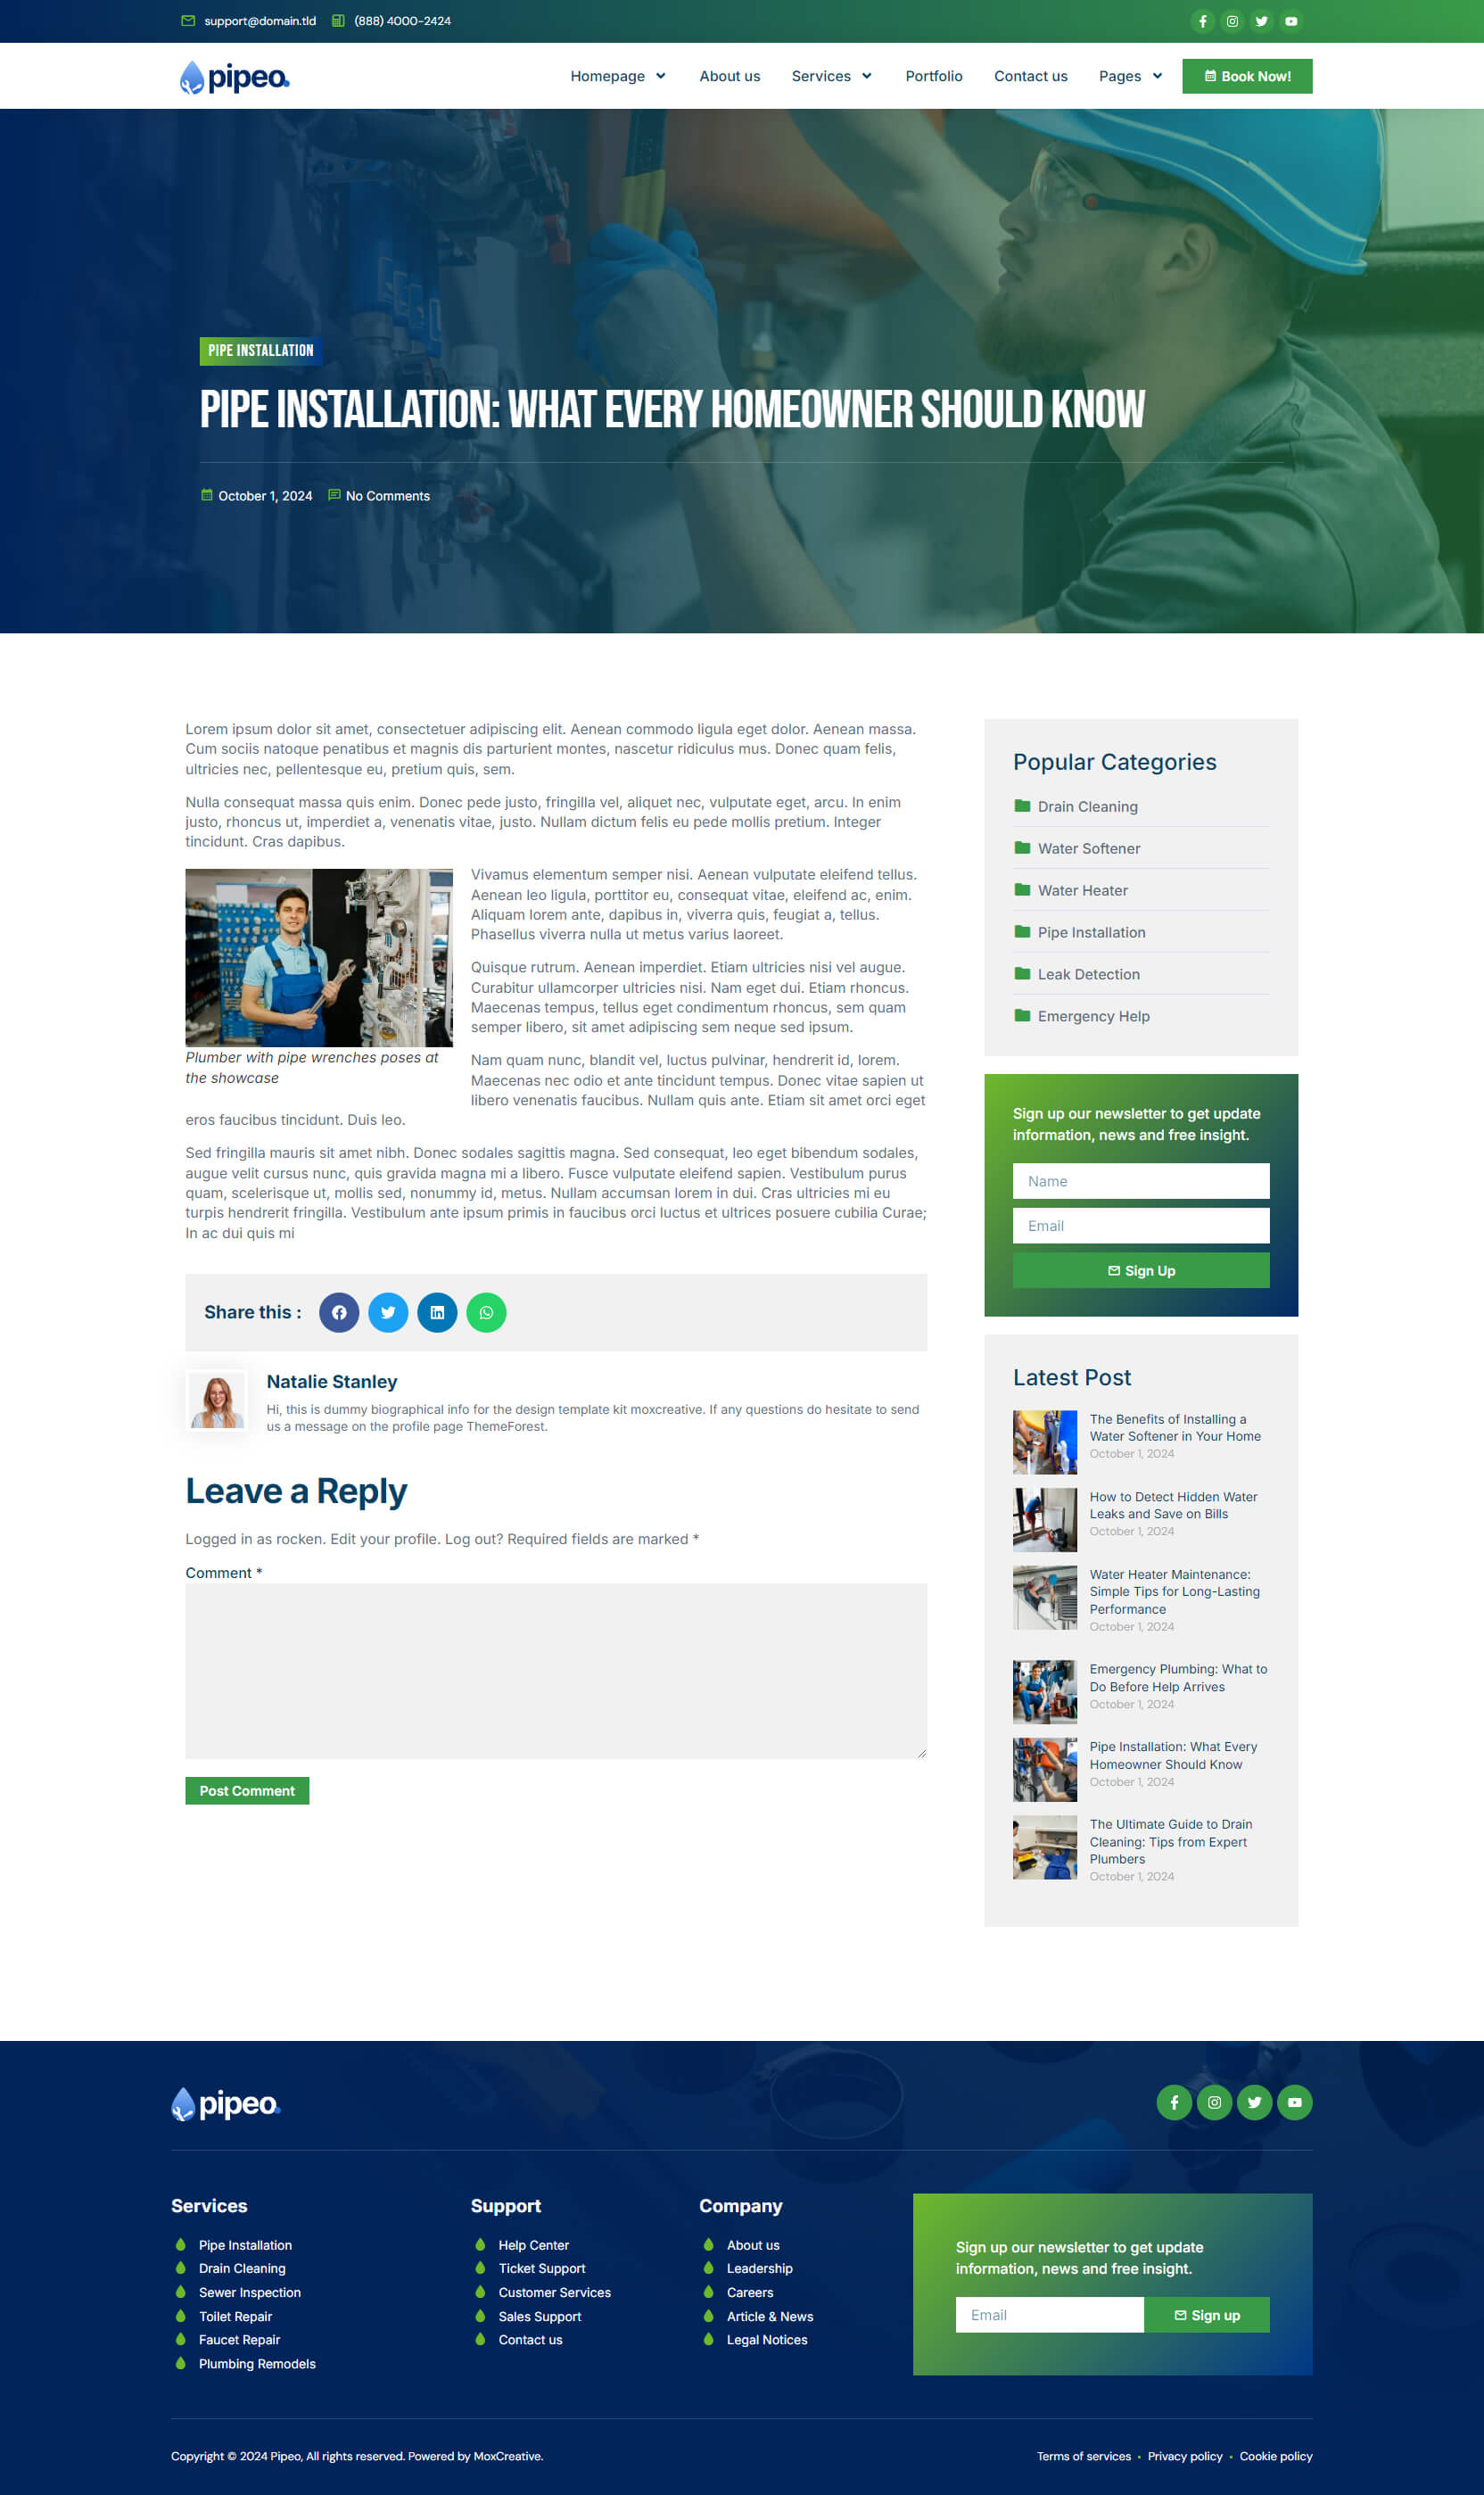 support@domain.tld (888) 4000-2424
pipeo
Homepage About us Services Portfolio Contact us Pages Book Now!
PIPE INSTALLATION
PIPE INSTALLATION: WHAT EVERY HOMEOWNER SHOULD KNOW
October 1, 2024 No Comments
Lorem ipsum dolor sit amet, consectetuer adipiscing elit. Aenean commodo ligula eget dolor. Aenean massa.
Cum sociis natoque penatibus et magnis dis parturient montes, nascetur ridiculus mus. Donec quam felis,
ultricies nec, pellentesque eu, pretium quis, sem.
Nulla consequat massa quis enim. Donec pede justo, fringilla vel, aliquet nec, vulputate eget, arcu. In enim
justo, rhoncus ut, imperdiet a, venenatis vitae, justo. Nullam dictum felis eu pede mollis pretium. Integer
tincidunt. Cras dapibus.
Plumber with pipe wrenches poses at
the showcase
Vivamus elementum semper nisi. Aenean vulputate eleifend tellus.
Aenean leo ligula, porttitor eu, consequat vitae, eleifend ac, enim.
Aliquam lorem ante, dapibus in, viverra quis, feugiat a, tellus.
Phasellus viverra nulla ut metus varius laoreet.
Quisque rutrum. Aenean imperdiet. Etiam ultricies nisi vel augue.
Curabitur ullamcorper ultricies nisi. Nam eget dui. Etiam rhoncus.
Maecenas tempus, tellus eget condimentum rhoncus, sem quam
semper libero, sit amet adipiscing sem neque sed ipsum.
Nam quam nunc, blandit vel, luctus pulvinar, hendrerit id, lorem.
Maecenas nec odio et ante tincidunt tempus. Donec vitae sapien ut
libero venenatis faucibus. Nullam quis ante. Etiam sit amet orci eget
eros faucibus tincidunt. Duis leo.
Sed fringilla mauris sit amet nibh. Donec sodales sagittis magna. Sed consequat, leo eget bibendum sodales,
augue velit cursus nunc, quis gravida magna mi a libero. Fusce vulputate eleifend sapien. Vestibulum purus
quam, scelerisque ut, mollis sed, nonummy id, metus. Nullam accumsan lorem in dui. Cras ultricies mi eu
turpis hendrerit fringilla. Vestibulum ante ipsum primis in faucibus orci luctus et ultrices posuere cubilia Curae;
In ac dui quis mi
Share this :
Natalie Stanley
Hi, this is dummy biographical info for the design template kit moxcreative. If any questions do hesitate to send
us a message on the profile page ThemeForest.
Leave a Reply
Logged in as rocken. Edit your profile. Log out? Required fields are marked *
Comment *
Post Comment
Popular Categories
Drain Cleaning
Water Softener
Water Heater
Pipe Installation
Leak Detection
Emergency Help
Sign up our newsletter to get update
information, news and free insight.
Name
Email
Sign Up
Latest Post
The Benefits of Installing a
Water Softener in Your Home
October 1, 2024
How to Detect Hidden Water
Leaks and Save on Bills
October 1, 2024
Water Heater Maintenance:
Simple Tips for Long-Lasting
Performance
October 1, 2024
Emergency Plumbing: What to
Do Before Help Arrives
October 1, 2024
Pipe Installation: What Every
Homeowner Should Know
October 1, 2024
The Ultimate Guide to Drain
Cleaning: Tips from Expert
Plumbers
October 1, 2024
pipeo
Services
Pipe Installation
Drain Cleaning
Sewer Inspection
Toilet Repair
Faucet Repair
Plumbing Remodels
Support
Help Center
Ticket Support
Customer Services
Sales Support
Contact us
Company
About us
Leadership
Careers
Article & News
Legal Notices
Sign up our newsletter to get update
information, news and free insight.
Email Sign up
Copyright © 2024 Pipeo, All rights reserved. Powered by MoxCreative.
Terms of services • Privacy policy • Cookie policy